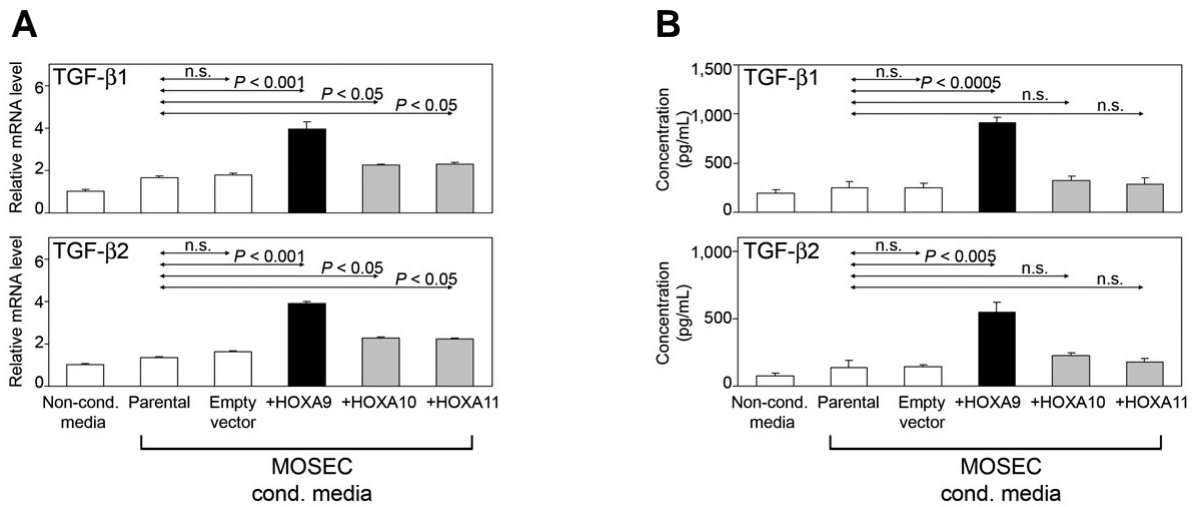 A
TGF-β1
Relative mRNA level
6
4
2
0
n.s.
P < 0.001
P < 0.05
P < 0.05
TGF-β2
Relative mRNA level
6
4
2
0
n.s.
P < 0.001
P < 0.05
P < 0.05
Non-cond. media
Parental
Empty vector
+HOXA9
+HOXA10
+HOXA11
MOSEC
cond. media
B
TGF-β1
Concentration
(pg/mL)
1,500
1,000
500
0
n.s.
P < 0.0005
n.s.
n.s.
TGF-β2
Concentration
(pg/mL)
1,000
500
0
n.s.
P < 0.005
n.s.
n.s.
Non-cond. media
Parental
Empty vector
+HOXA9
+HOXA10
+HOXA11
MOSEC
cond. media